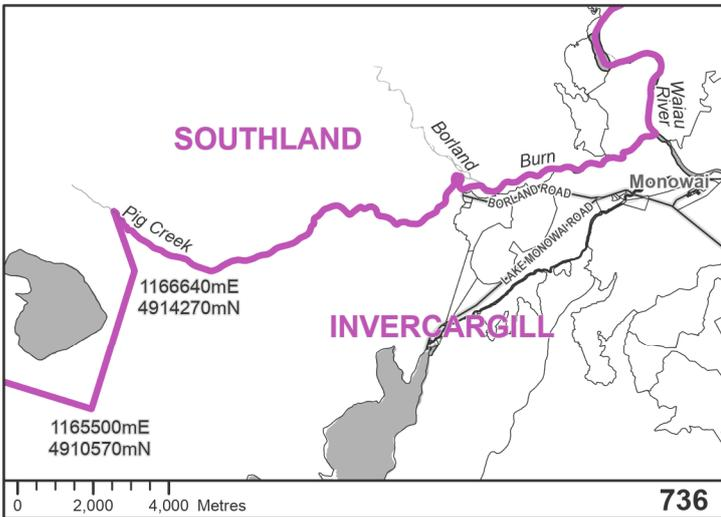 Waiau
River
SOUTHLAND
Borland
Burn
Monowai
BORLAND ROAD
Pig Creek
LAKE MONOWAI ROAD
1166640mE
4914270mN
INVERCARGILL
1165500mE
4910570mN
0 2,000 4,000 Metres
736